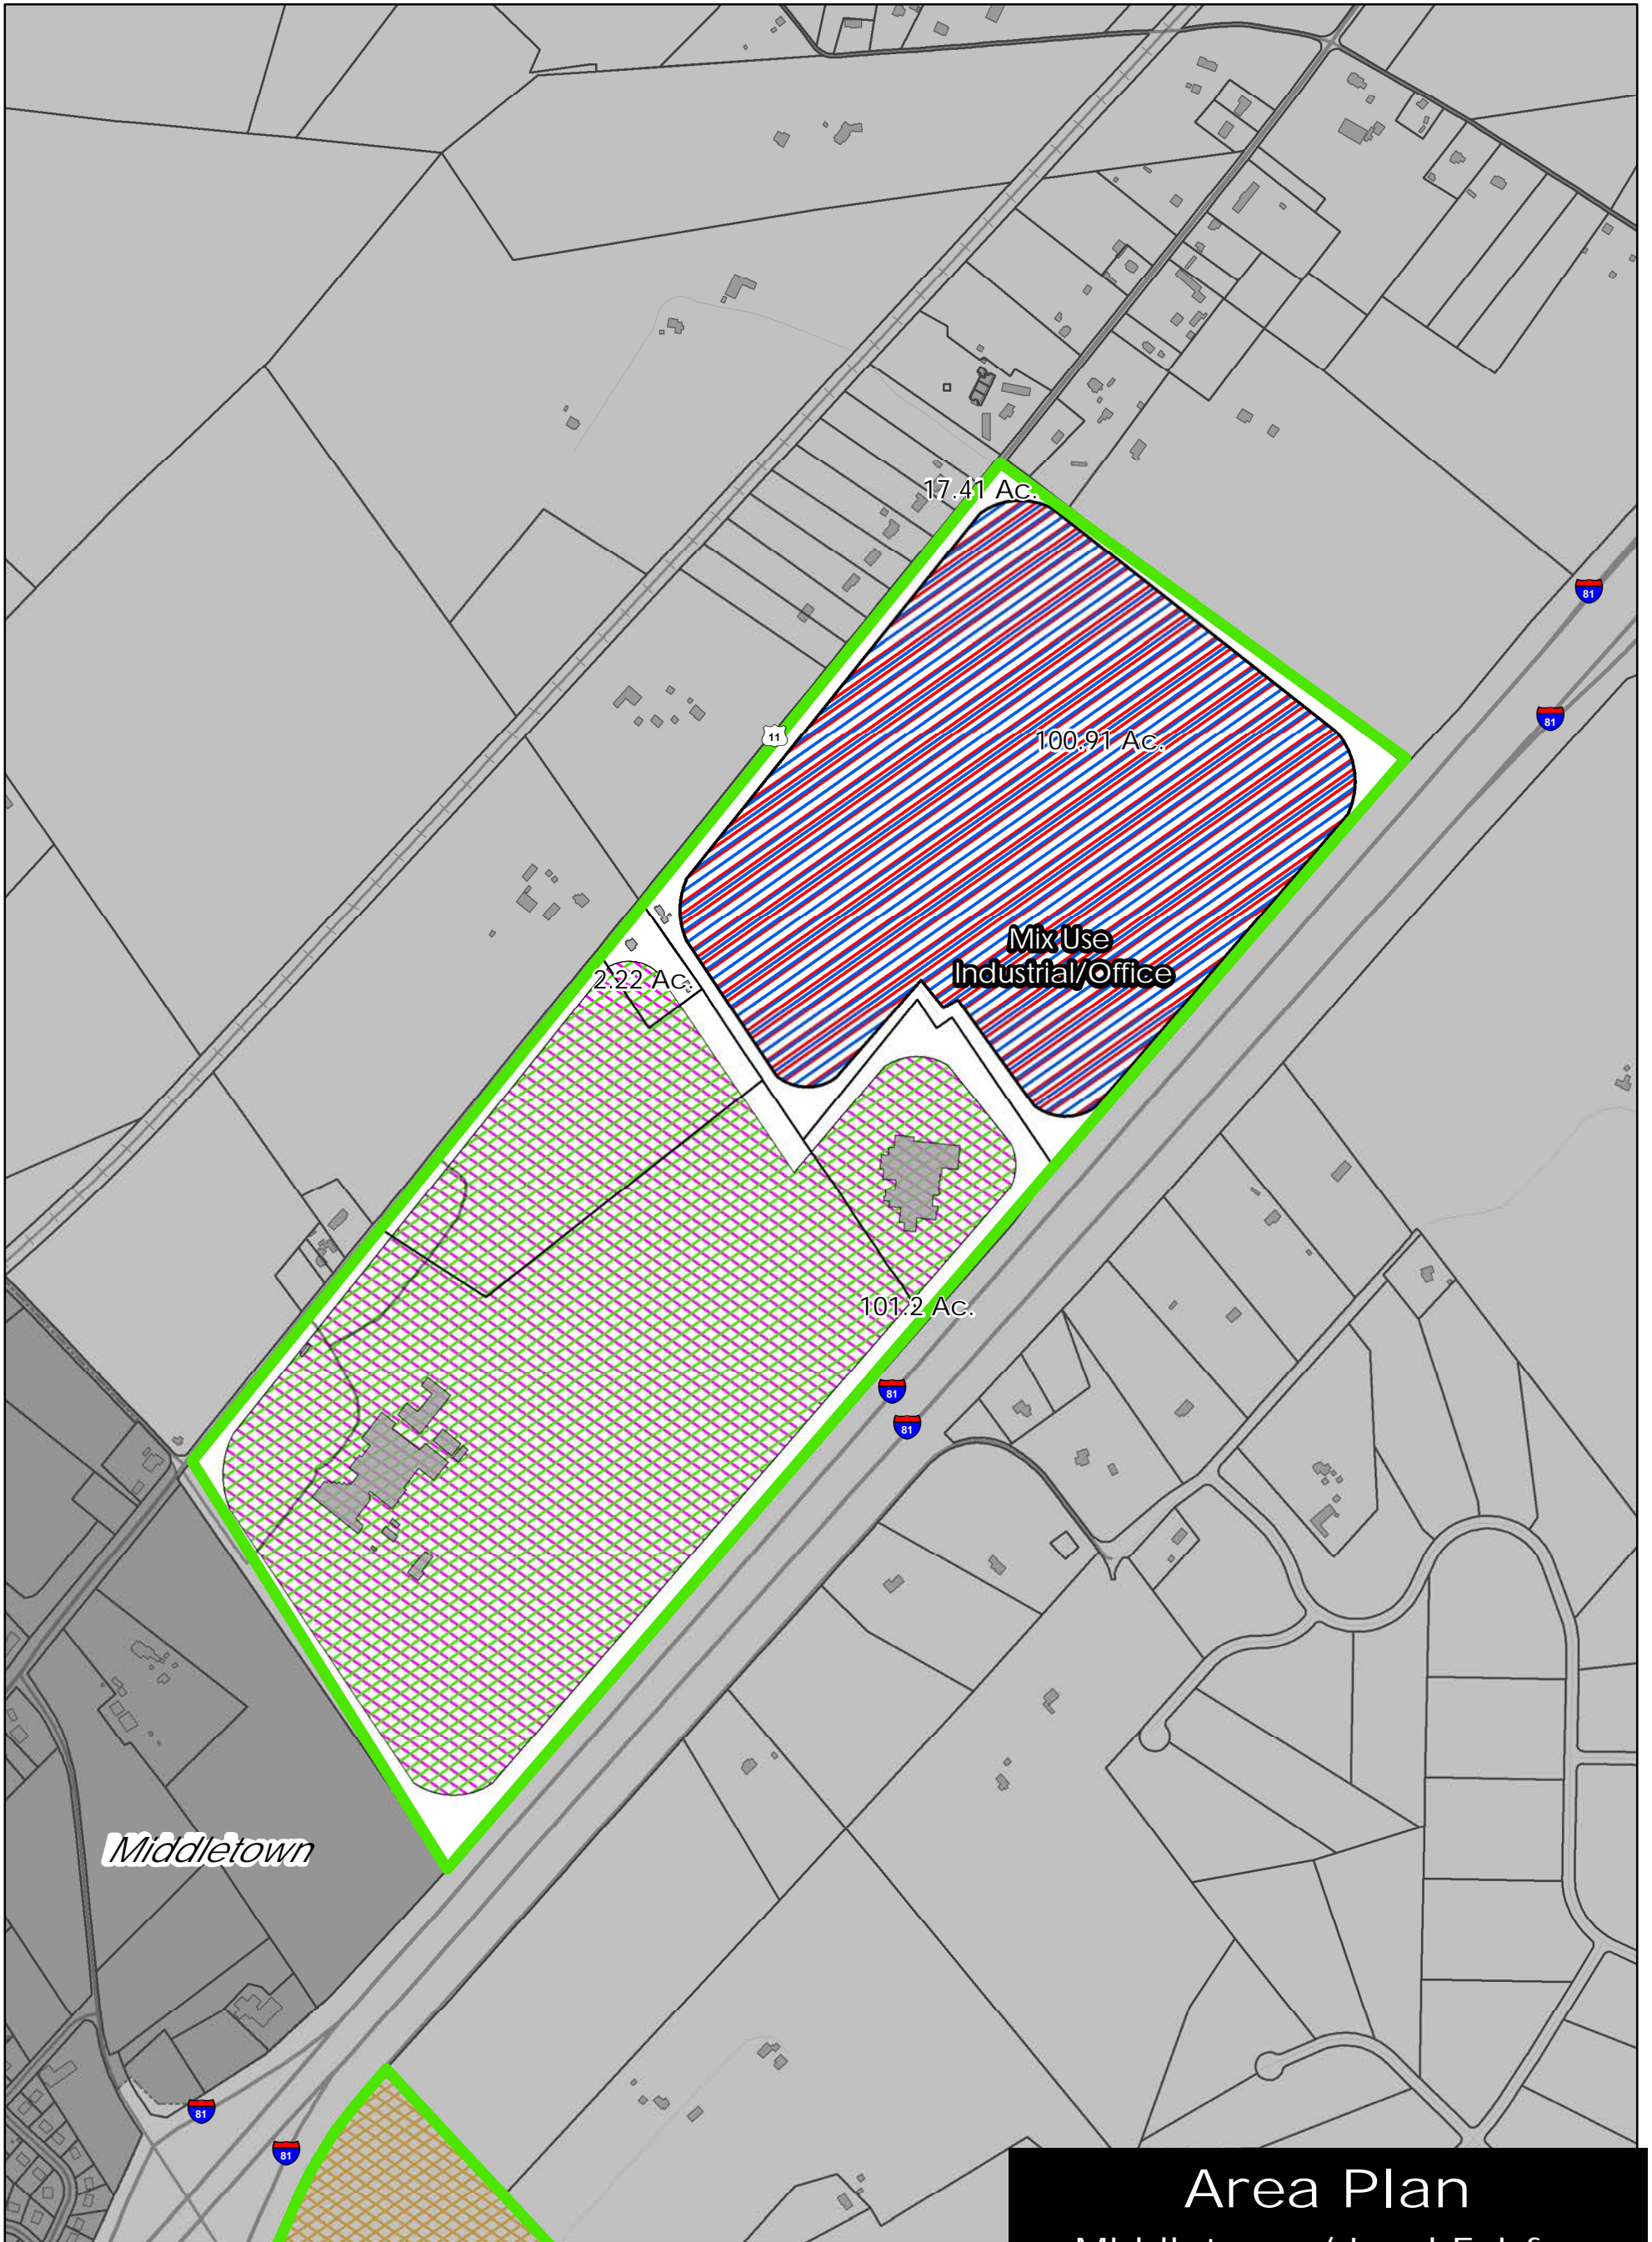 17.41 Ac.
81
81
11
100.91 Ac.
Mix Use
Industrial/Office
2.22 Ac.
101.2 Ac.
81
81
Middletown
81
81
Area Plan